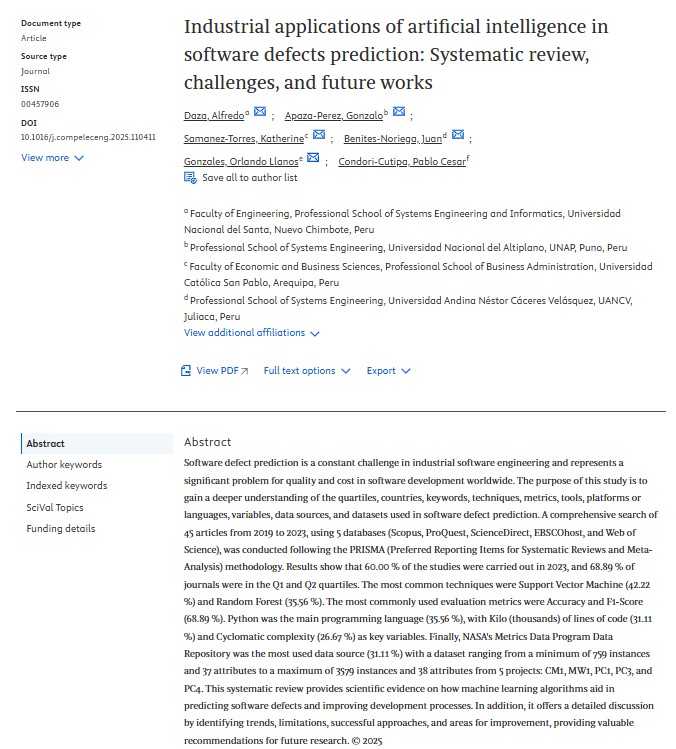 Document type
Article
Source type
Journal
ISSN
00457906
DOI
10.1016/j.compeleceng.2025.110411
View more
Industrial applications of artificial intelligence in
software defects prediction: Systematic review,
challenges, and future works
Daza, Alfredo a ; Apaza-Perez, Gonzalo b ;
Samanez-Torres, Katherine c ; Benites-Noriega, Juan d ;
Gonzales, Orlando Llanos e ; Condori-Cutipa, Pablo Cesar f
Save all to author list
a Faculty of Engineering, Professional School of Systems Engineering and Informatics, Universidad
Nacional del Santa, Nuevo Chimbote, Peru
b Professional School of Systems Engineering, Universidad Nacional del Altiplano, UNAP, Puno, Peru
c Faculty of Economic and Business Sciences, Professional School of Business Administration, Universidad
Católica San Pablo, Arequipa, Peru
d Professional School of Systems Engineering, Universidad Andina Néstor Cáceres Velásquez, UANCV,
Juliaca, Peru
View additional affiliations
View PDF Full text options Export
Abstract
Author keywords
Indexed keywords
SciVal Topics
Funding details
Abstract
Software defect prediction is a constant challenge in industrial software engineering and represents a
significant problem for quality and cost in software development worldwide. The purpose of this study is to
gain a deeper understanding of the quartiles, countries, keywords, techniques, metrics, tools, platforms or
languages, variables, data sources, and datasets used in software defect prediction. A comprehensive search of
45 articles from 2019 to 2023, using 5 databases (Scopus, ProQuest, ScienceDirect, EBSCOhost, and Web of
Science), was conducted following the PRISMA (Preferred Reporting Items for Systematic Reviews and Meta-
Analysis) methodology. Results show that 60.00 % of the studies were carried out in 2023, and 68.89 % of
journals were in the Q1 and Q2 quartiles. The most common techniques were Support Vector Machine (42.22
%) and Random Forest (35.56 %). The most commonly used evaluation metrics were Accuracy and F1-Score
(68.89 %). Python was the main programming language (35.56 %), with Kilo (thousands) of lines of code (31.11
%) and Cyclomatic complexity (26.67 %) as key variables. Finally, NASA's Metrics Data Program Data
Repository was the most used data source (31.11 %) with a dataset ranging from a minimum of 759 instances
and 37 attributes to a maximum of 3579 instances and 38 attributes from 5 projects: CM1, MW1, PC1, PC3, and
PC4. This systematic review provides scientific evidence on how machine learning algorithms aid in
predicting software defects and improving development processes. In addition, it offers a detailed discussion
by identifying trends, limitations, successful approaches, and areas for improvement, providing valuable
recommendations for future research. © 2025